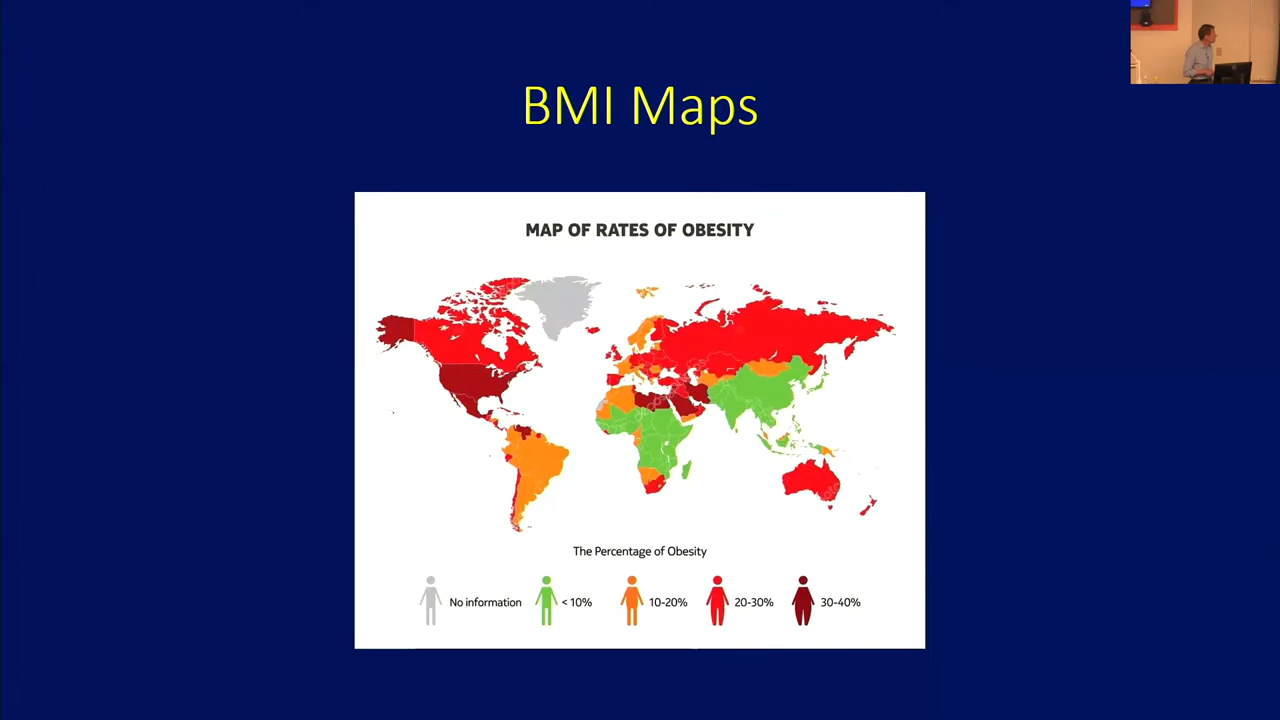 BMI Maps
MAP OF RATES OF OBESITY
The Percentage of Obesity
No information
< 10%
10-20%
20-30%
30-40%